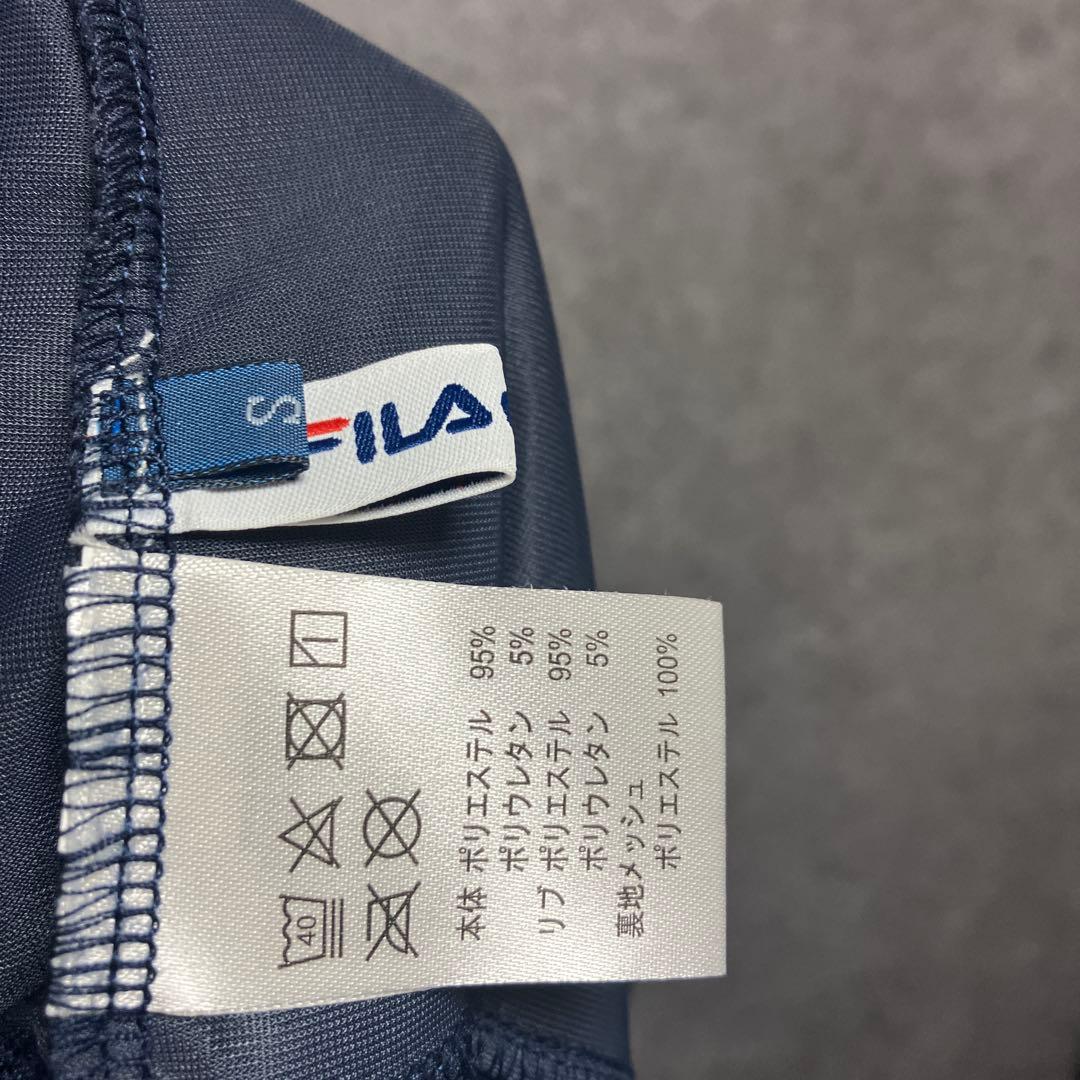 S
FILA
40
本体 ポリエステル 95%
ポリウレタン 5%
リブ ポリエステル 95%
ポリウレタン 5%
裏地メッシュ
ポリエステル 100%